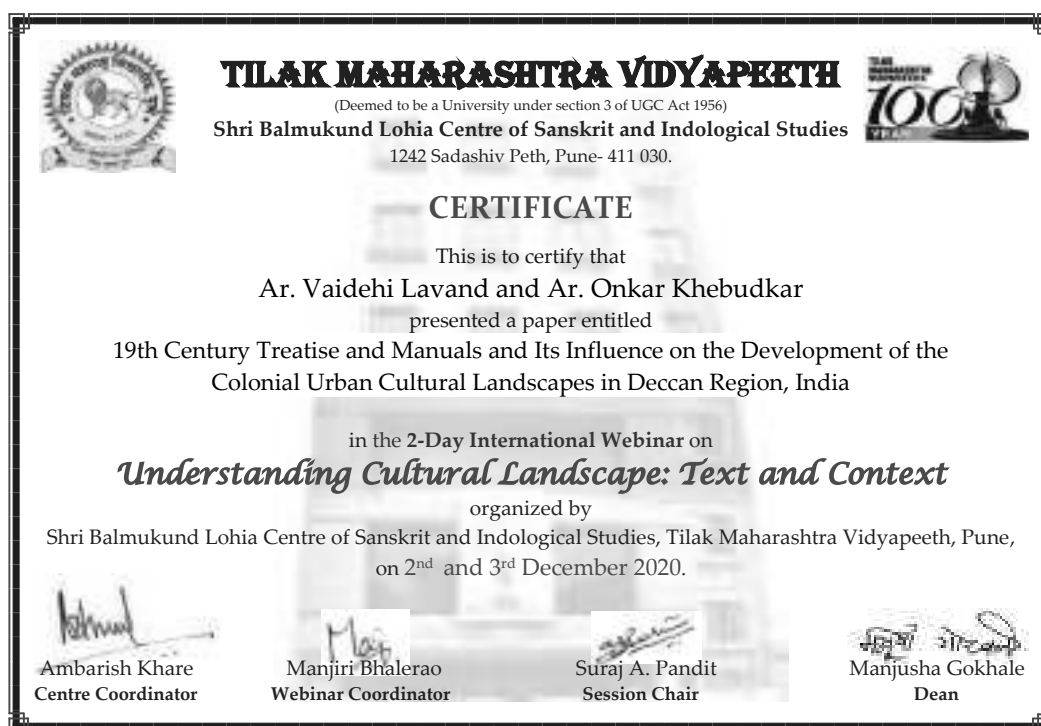 TILAK MAHARASHTRA VIDYAPEETH
(Deemed to be a University under section 3 of UGC Act 1956)
Shri Balmukund Lohia Centre of Sanskrit and Indological Studies
1242 Sadashiv Peth, Pune- 411 030.
TILAK
MAHARASHTRA
VIDYAPEETH
100
YEAR
CERTIFICATE
This is to certify that
Ar. Vaidehi Lavand and Ar. Onkar Khebudkar
presented a paper entitled
19th Century Treatise and Manuals and Its Influence on the Development of the
Colonial Urban Cultural Landscapes in Deccan Region, India
in the 2-Day International Webinar on
Understanding Cultural Landscape: Text and Context
organized by
Shri Balmukund Lohia Centre of Sanskrit and Indological Studies, Tilak Maharashtra Vidyapeeth, Pune,
on 2nd and 3rd December 2020.
Ambarish Khare
Centre Coordinator
Manjiri Bhalerao
Webinar Coordinator
Suraj A. Pandit
Session Chair
Manjusha Gokhale
Dean